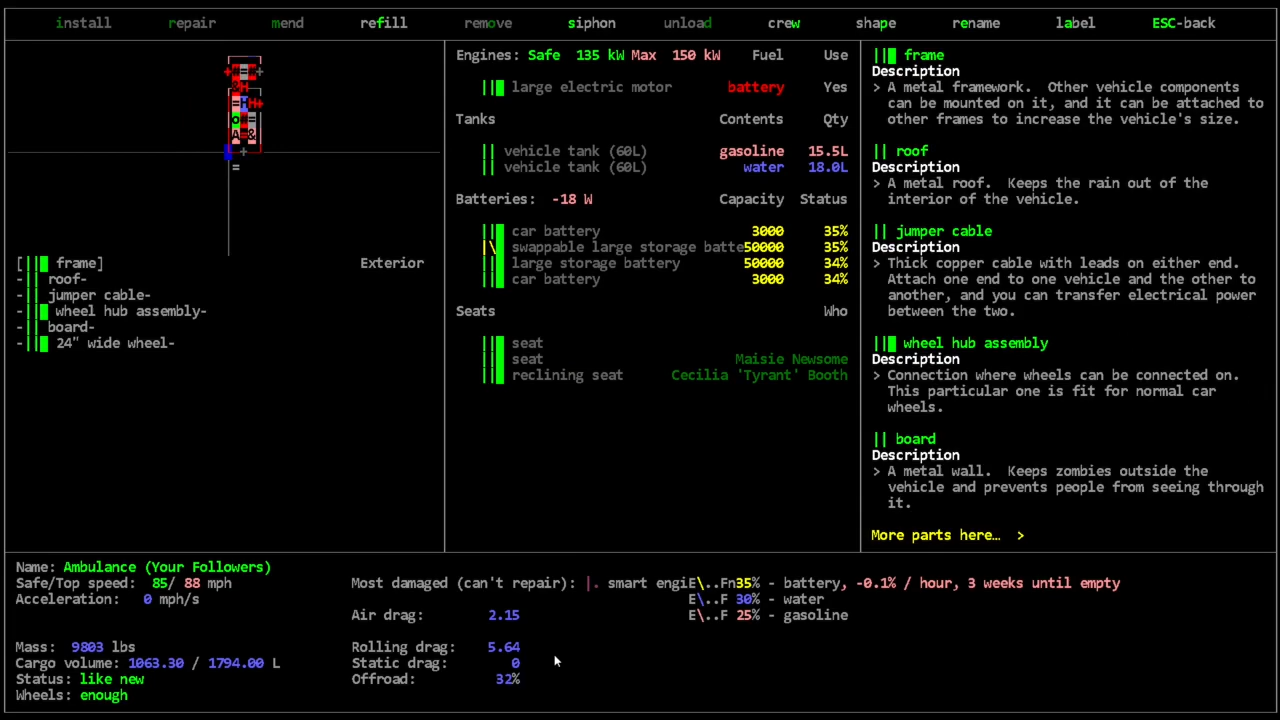 install repair mend refill remove siphon unload crew shape rename label ESC-back
Engines: Safe 135 kW Max 150 kW Fuel Use
large electric motor battery Yes
Tanks Contents Qty
vehicle tank (60L) gasoline 15.5L
vehicle tank (60L) water 18.0L
Batteries: -18 W Capacity Status
car battery 3000 35%
swappable large storage batte50000 35%
large storage battery 50000 34%
car battery 3000 34%
Seats Who
seat
seat Maisie Newsome
reclining seat Cecilia 'Tyrant' Booth
[|| frame] Exterior
-|| roof-
-|| jumper cable-
-|| wheel hub assembly-
-|| board-
-|| 24" wide wheel-
|| frame
Description
> A metal framework. Other vehicle components
can be mounted on it, and it can be attached to
other frames to increase the vehicle's size.
|| roof
Description
> A metal roof. Keeps the rain out of the
interior of the vehicle.
|| jumper cable
Description
> Thick copper cable with leads on either end.
Attach one end to one vehicle and the other to
another, and you can transfer electrical power
between the two.
|| wheel hub assembly
Description
> Connection where wheels can be connected on.
This particular one is fit for normal car
wheels.
|| board
Description
> A metal wall. Keeps zombies outside the
vehicle and prevents people from seeing through
it.
More parts here… >
Name: Ambulance (Your Followers)
Safe/Top speed: 85/ 88 mph
Acceleration: 0 mph/s
Mass: 9803 lbs
Cargo volume: 1063.30 / 1794.00 L
Status: like new
Wheels: enough
Most damaged (can't repair): |. smart engiE\..Fn35% - battery, -0.1% / hour, 3 weeks until empty
E\..F 30% - water
Air drag: 2.15 E\..F 25% - gasoline
Rolling drag: 5.64
Static drag: 0
Offroad: 32%